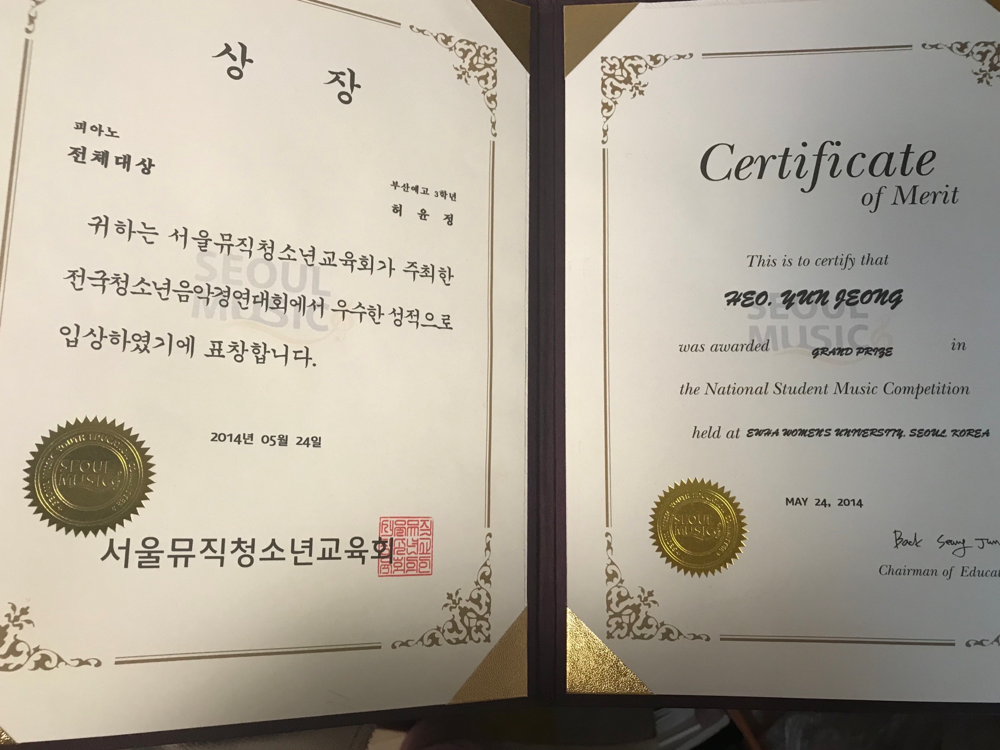 상 장
피아노
전체대상
부산예고 3학년
허 윤 정
귀하는 서울뮤직청소년교육회가 주최한
전국청소년음악경연대회에서 우수한 성적으로
입상하였기에 표창합니다.
SEOUL
MUSIC
2014년 05월 24일
SEOUL
MUSIC
서울뮤직청소년교육회
Certificate
of Merit
This is to certify that
HEO. YUN JEONG
SEOUL
MUSIC
was awarded GRAND PRIZE in
the National Student Music Competition
held at EWHA WOMENS UNIVERSITY. SEOUL KOREA
MAY 24, 2014
SEOUL
MUSIC
Chairman of Educa